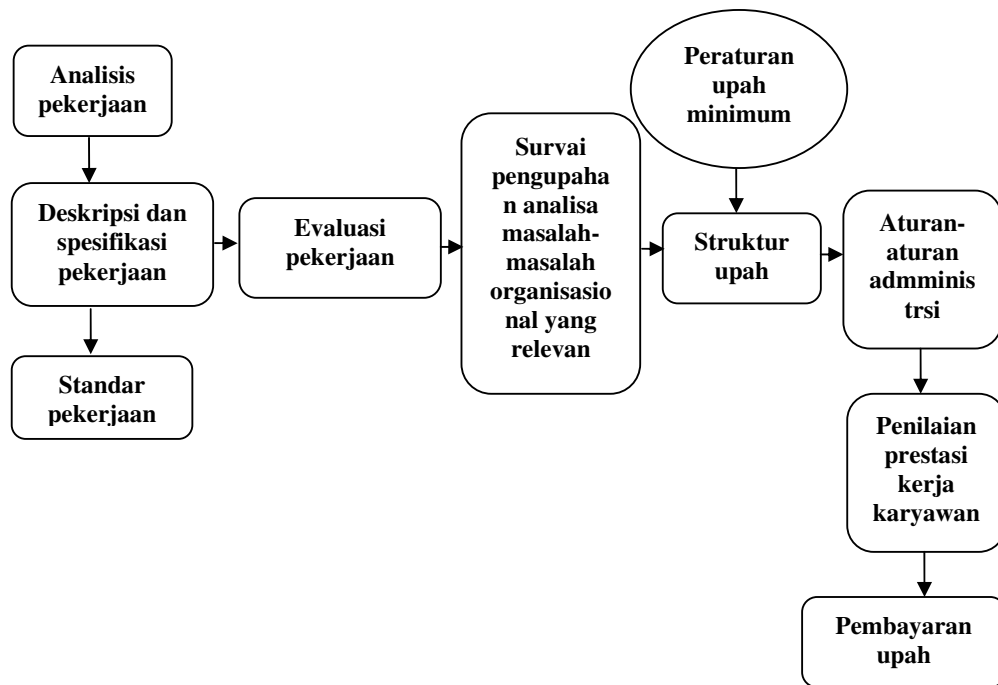 Analisis
pekerjaan
Deskripsi dan
spesifikasi
pekerjaan
Standar
pekerjaan
Evaluasi
pekerjaan
Survai
pengupaha
n analisa
masalah-
masalah
organisasio
nal yang
relevan
Peraturan
upah
minimum
Struktur
upah
Aturan-
aturan
admminis
trsi
Penilaian
prestasi
kerja
karyawan
Pembayaran
upah